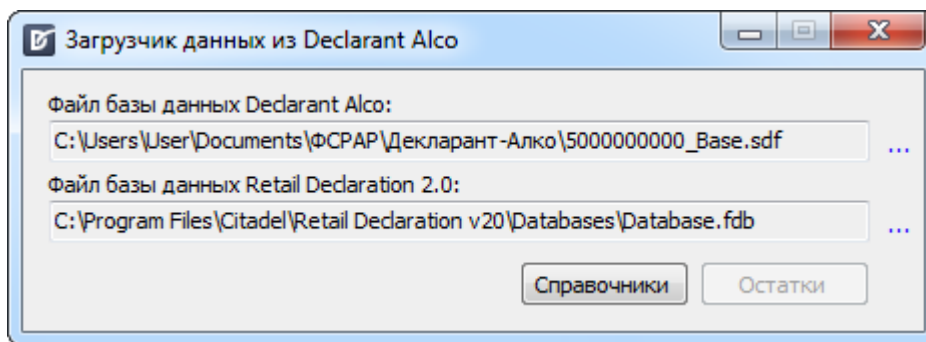 Загрузчик данных из Declarant Alco
Файл базы данных Declarant Alco:
C:\Users\User\Documents\ФСРАР\Декларант-Алко\5000000000_Base.sdf
...
Файл базы данных Retail Declaration 2.0:
C:\Program Files\Citadel\Retail Declaration v20\Databases\Database.fdb
...
Справочники Остатки